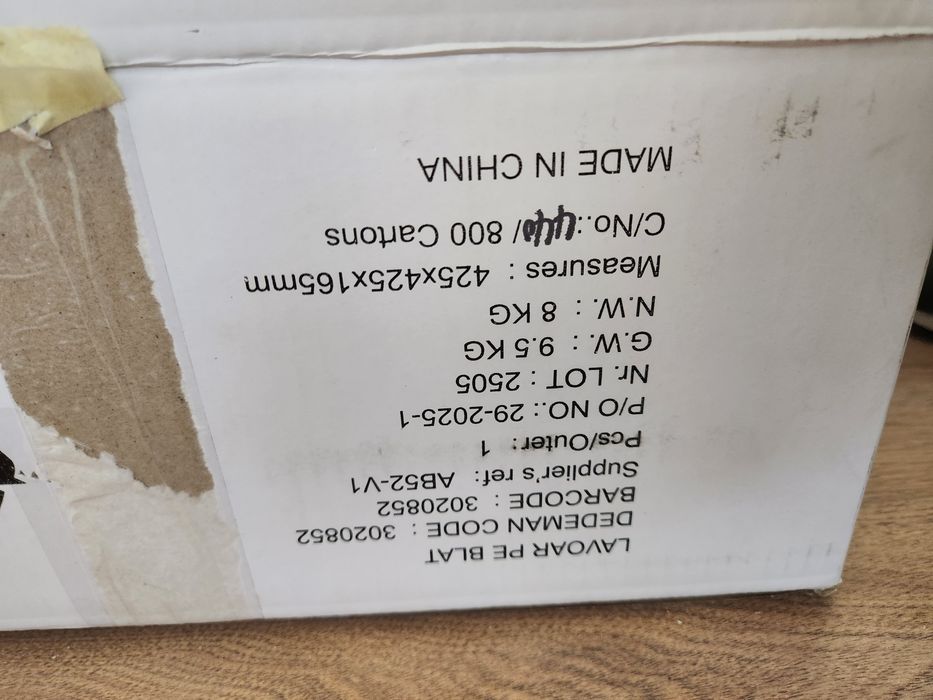 LAVOAR PE BLAT
DEDEMAN CODE : 3020852
BARCODE : 3020852
Supplier's ref: AB52-V1
Pcs/Outer: 1
P/O NO.: 29-2025-1
Nr. LOT : 2505
G.W. : 9.5 KG
N.W. : 8 KG
Measures : 425x425x165mm
C/No.: / 800 Cartons
MADE IN CHINA